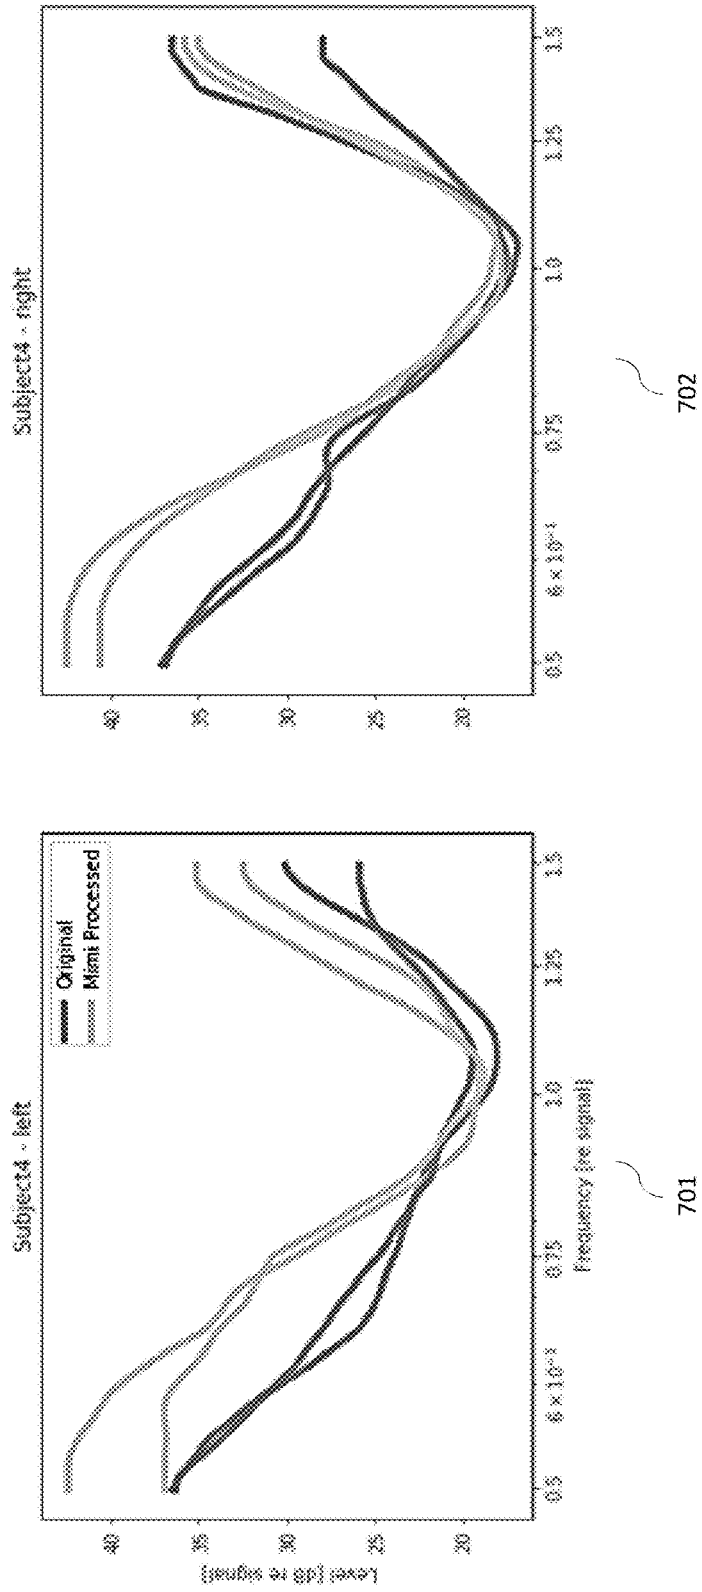 Subject4 - left
Original
Mimi Processed
Level [dB re signal]
40
35
30
25
20
0.5
6 × 10⁻¹
0.75
1.0
1.25
1.5
Frequency [re signal]
701
Subject4 - right
40
35
30
25
20
0.5
6 × 10⁻¹
0.75
1.0
1.25
1.5
702